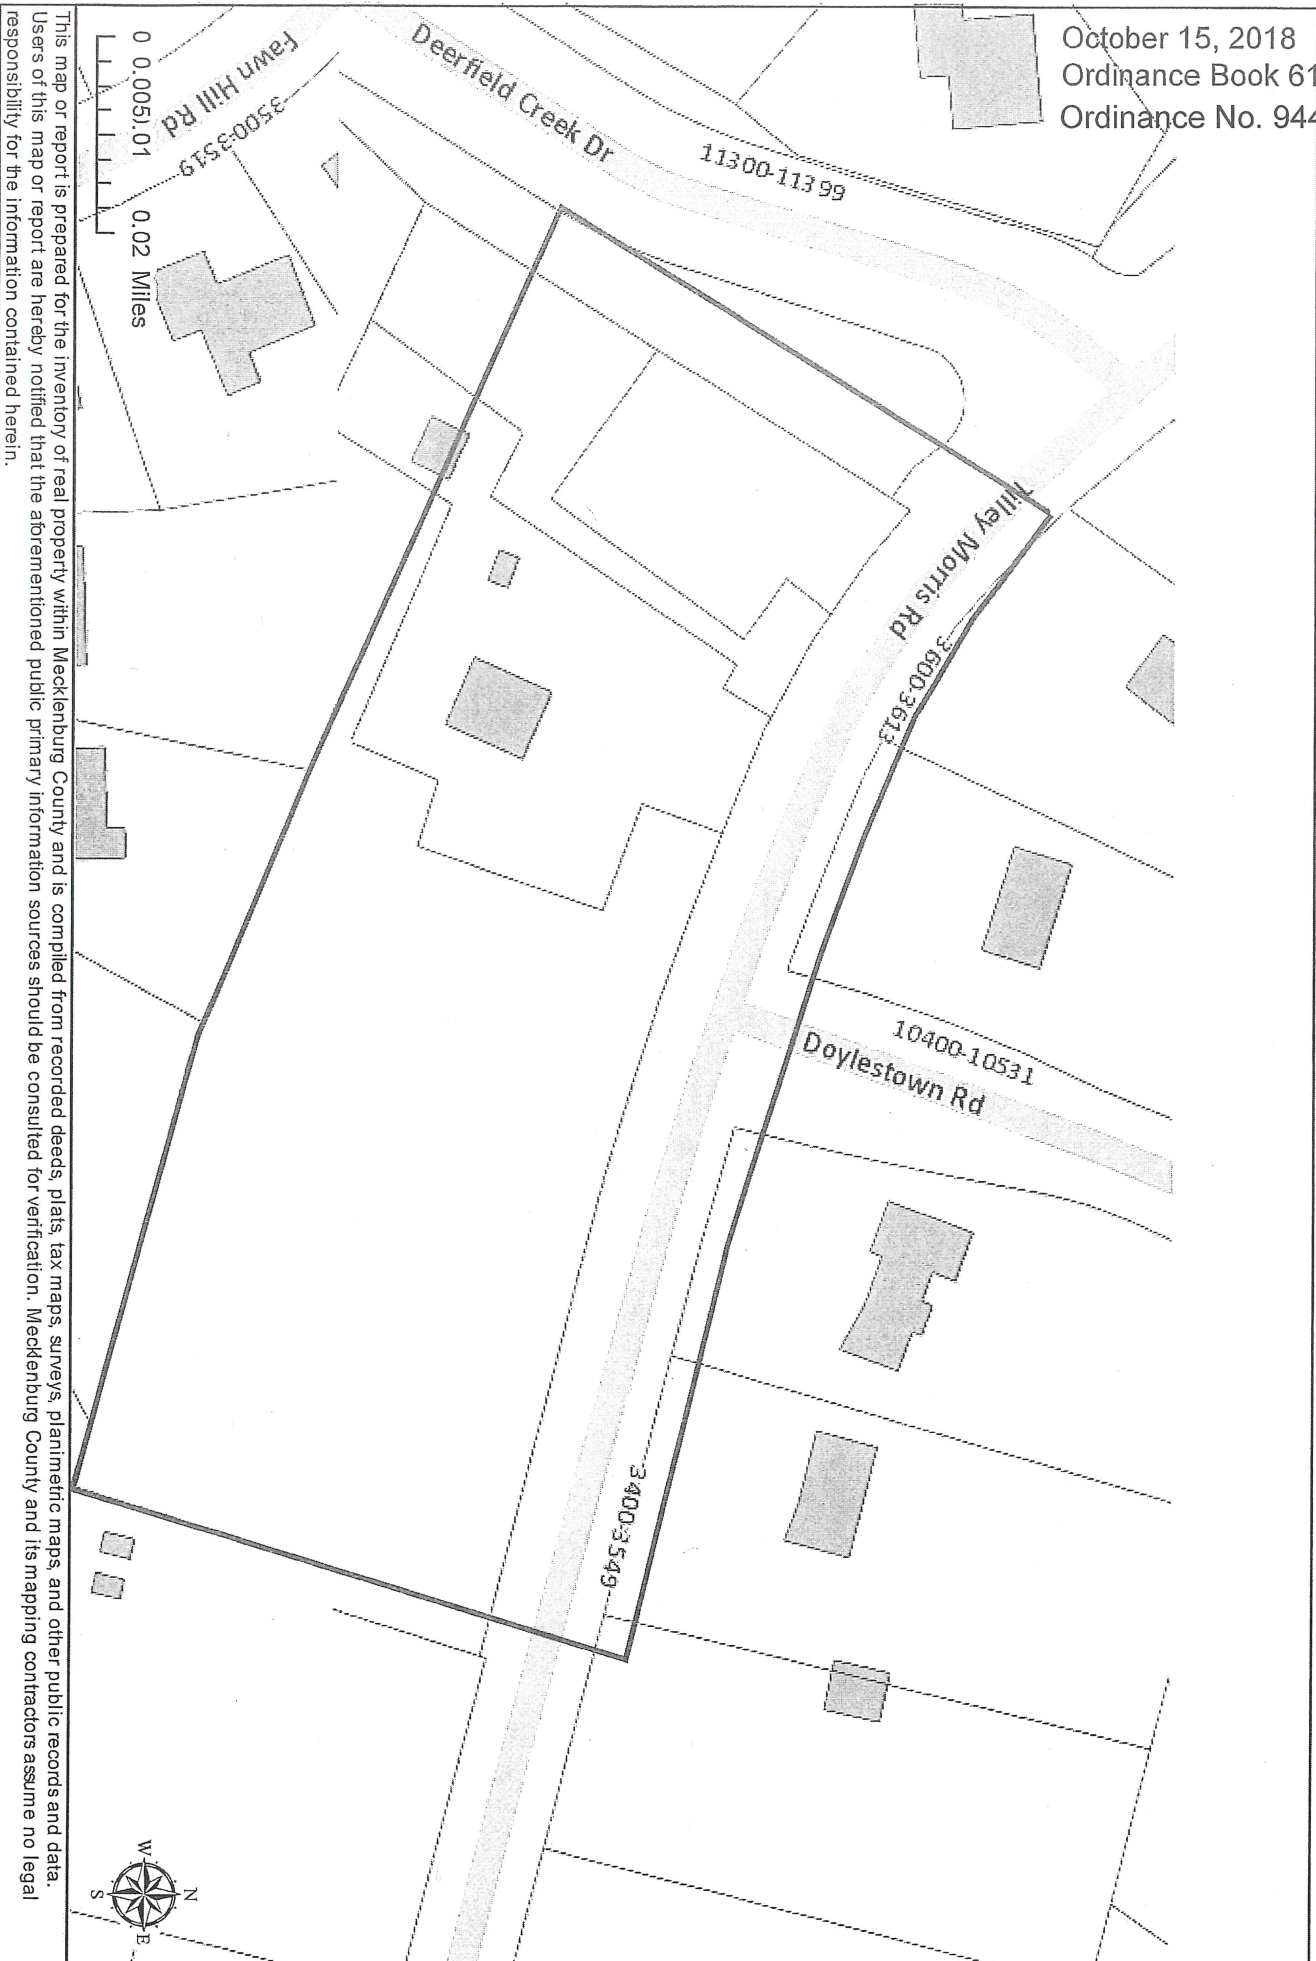 October 15, 2018
Ordinance Book 61
Ordinance No. 944
Deerfield Creek Dr
11300-11399
Fawn Hill Rd
3500-3519
Tilley Morris Rd
3600-3613
10400-10531
Doylestown Rd
3400-3549
0 0.005 0.01 0.02 Miles
N
W
E
S
This map or report is prepared for the inventory of real property within Mecklenburg County and is compiled from recorded deeds, plats, tax maps, surveys, planimetric maps, and other public records and data.
Users of this map or report are hereby notified that the aforementioned public primary information sources should be consulted for verification. Mecklenburg County and its mapping contractors assume no legal
responsibility for the information contained herein.